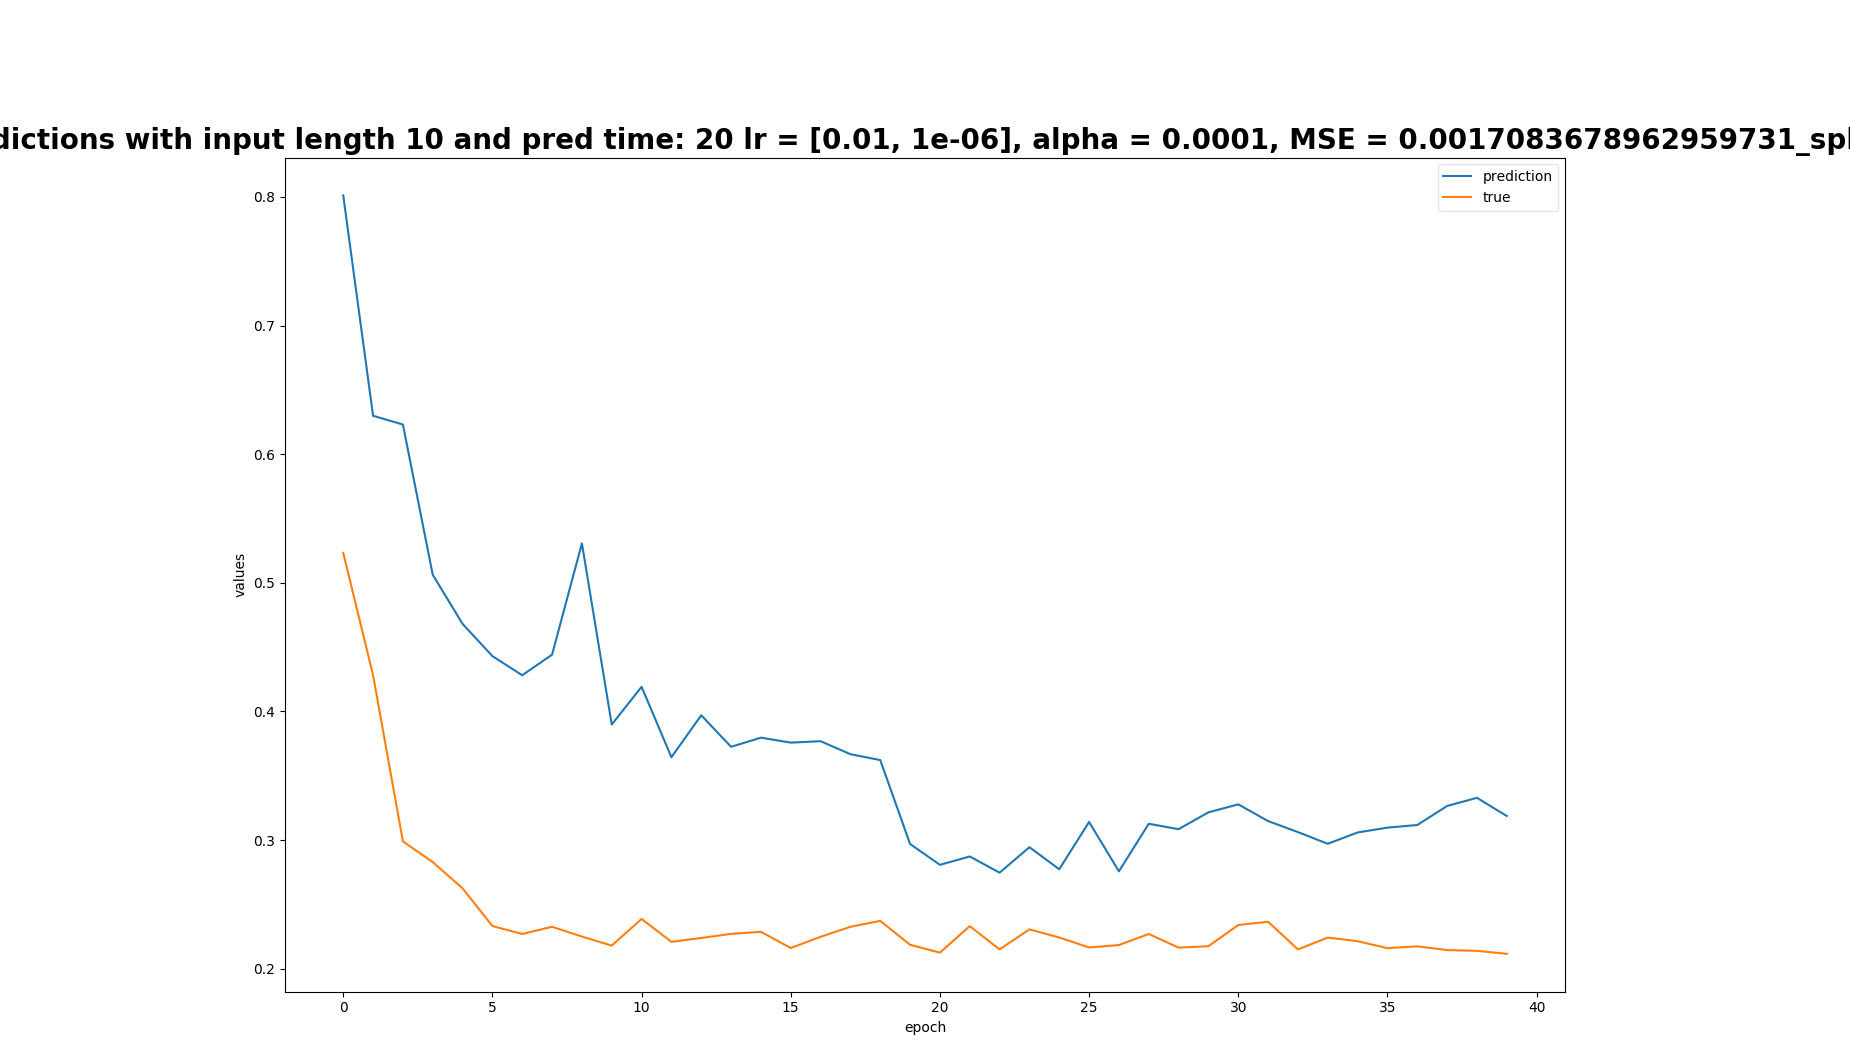 dictions with input length 10 and pred time: 20 lr = [0.01, 1e-06], alpha = 0.0001, MSE = 0.0017083678962959731_spl
prediction
true
0.8
0.7
0.6
0.5
0.4
0.3
0.2
values
0 5 10 15 20 25 30 35 40
epoch